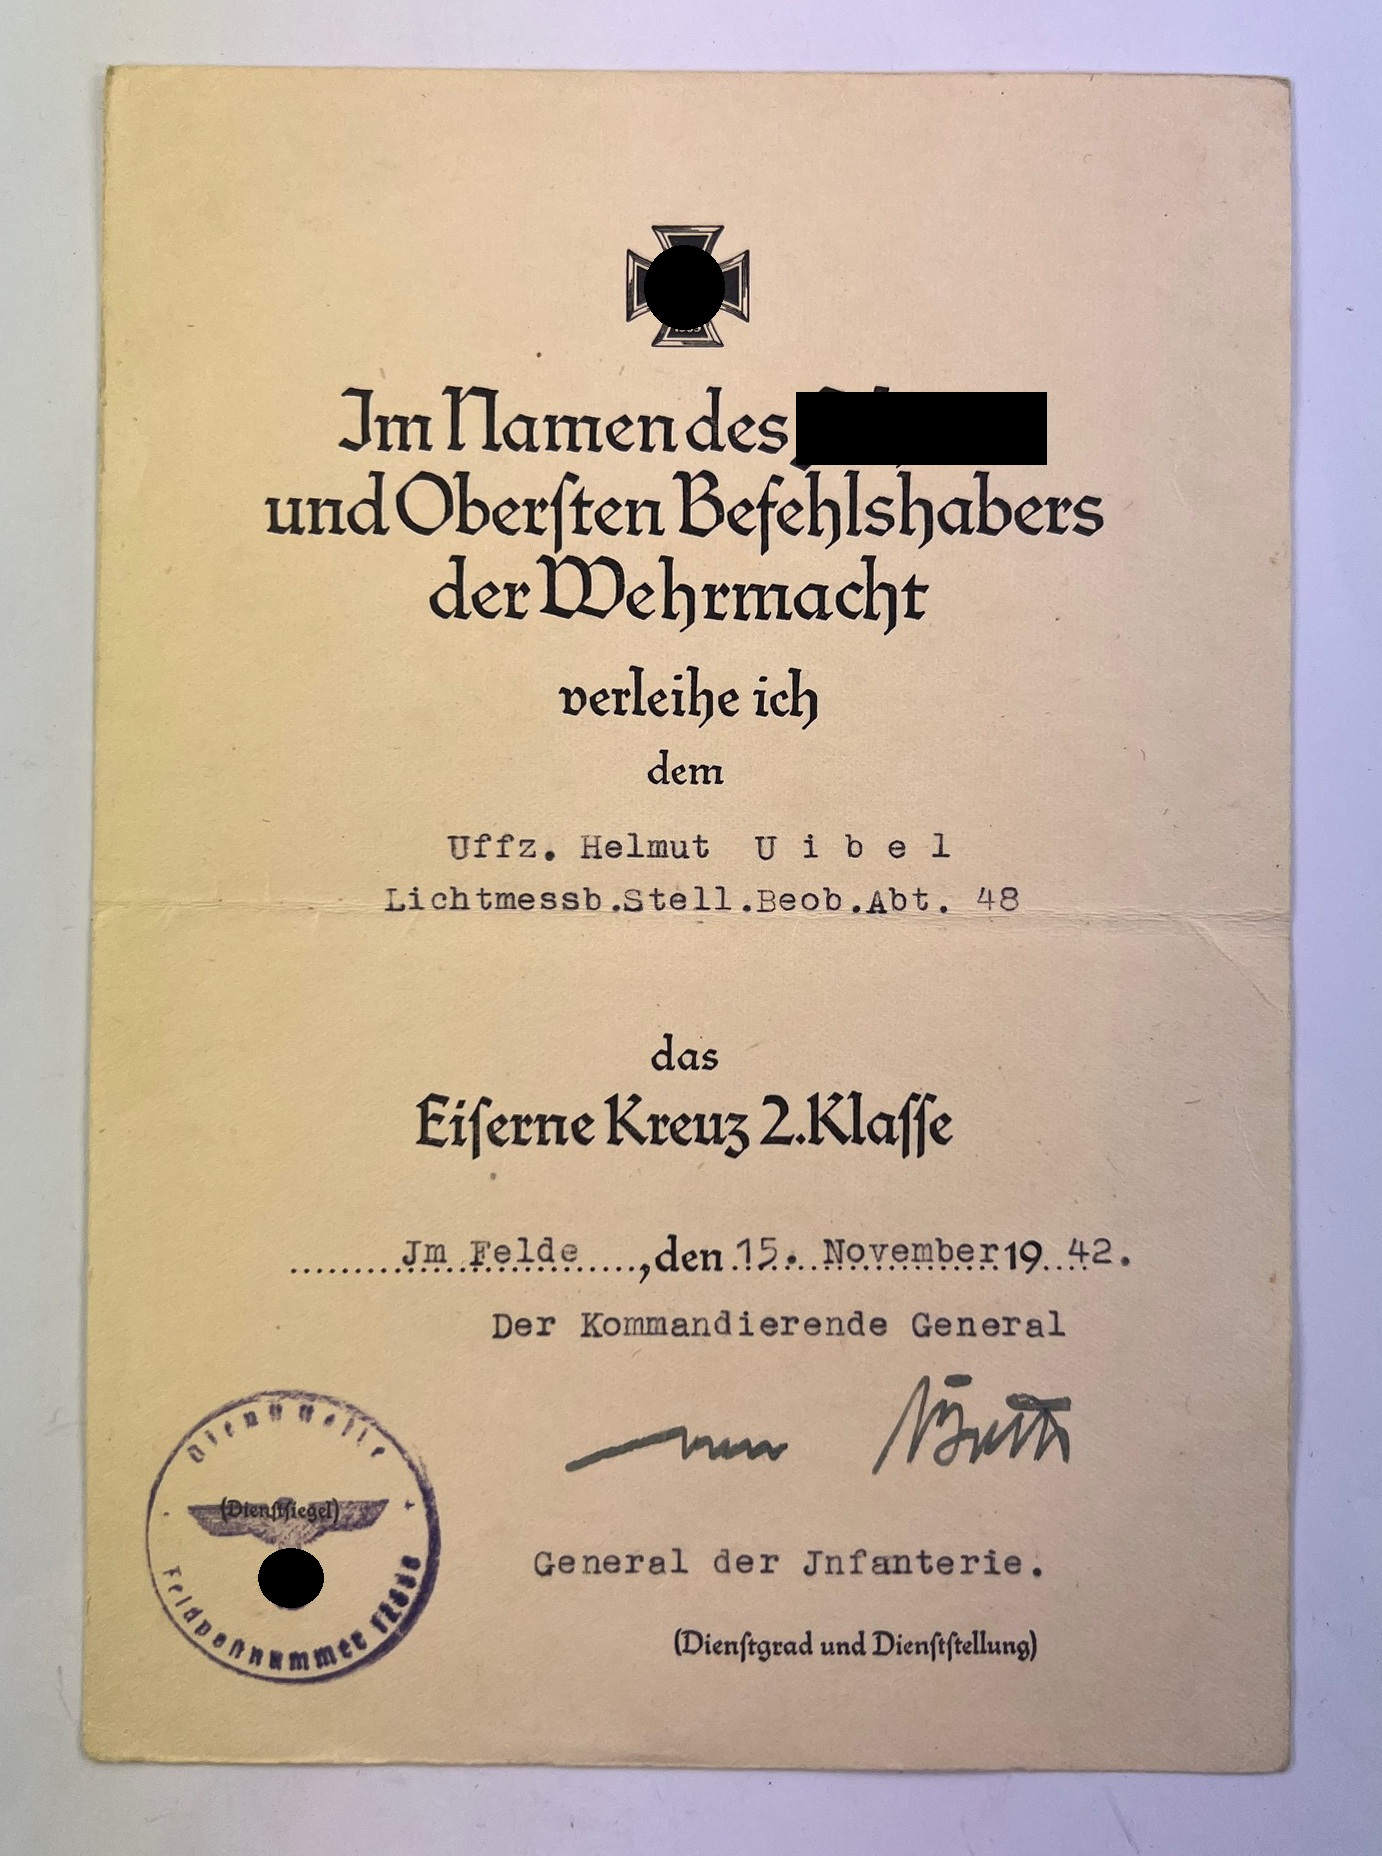 Im Namen des
und Oberſten Befehlshabers
der Wehrmacht
verleihe ich
dem
Uffz. Helmut U i b e l
Lichtmessb.Stell.Beob.Abt. 48
das
Eiſerne Kreuz 2.Klaſſe
Jm Felde, den 15. November 19 42.
Der Kommandierende General
Dienſtſtelle
(Dienſtſiegel)
Feldpoſtnummer
General der Jnfanterie.
(Dienſtgrad und Dienſtſtellung)